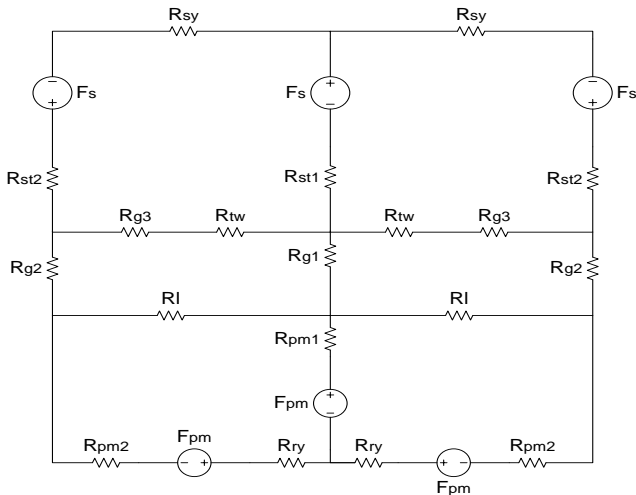 Rsy Rsy
- + -
Fs Fs Fs
+ - +
Rst2 Rst1 Rst2
Rg3 Rtw Rtw Rg3
Rg2 Rg1 Rg2
Rl Rl
Rpm1
+
Fpm
-
Rpm2 Fpm Rry Rry Rpm2
- + + -
Fpm